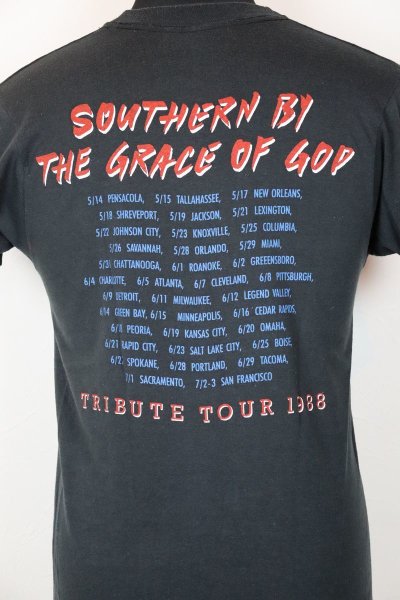 SOUTHERN BY
THE GRACE OF GOD
5/14 PENSACOLA, 5/15 TALLAHASSEE, 5/17 NEW ORLEANS,
5/18 SHREVEPORT, 5/19 JACKSON, 5/21 LEXINGTON,
5/22 JOHNSON CITY, 5/23 KNOXVILLE, 5/25 COLUMBIA,
5/26 SAVANNAH, 5/28 ORLANDO, 5/29 MIAMI,
5/31 CHATTANOOGA, 6/1 ROANOKE, 6/2 GREEENSBORO,
6/4 CHARLOTTE, 6/5 ATLANTA, 6/7 CLEVELAND, 6/8 PITTSBURGH,
6/9 DETROIT, 6/11 MILWAUKEE, 6/12 LEGEND VALLEY,
6/14 GREEN BAY, 6/15 MINNEAPOLIS, 6/16 CEDAR RAPIDS,
6/18 PEORIA, 6/19 KANSAS CITY, 6/20 OMAHA,
6/21 RAPID CITY, 6/23 SALT LAKE CITY, 6/25 BOISE,
6/27 SPOKANE, 6/28 PORTLAND, 6/29 TACOMA,
7/1 SACRAMENTO, 7/2-3 SAN FRANCISCO
TRIBUTE TOUR 1988